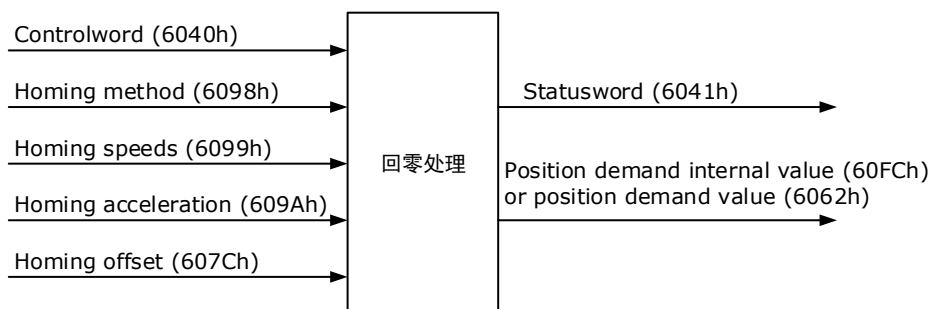 Controlword (6040h)
Homing method (6098h)
Homing speeds (6099h)
Homing acceleration (609Ah)
Homing offset (607Ch)
回零处理
Statusword (6041h)
Position demand internal value (60FCh)
or position demand value (6062h)